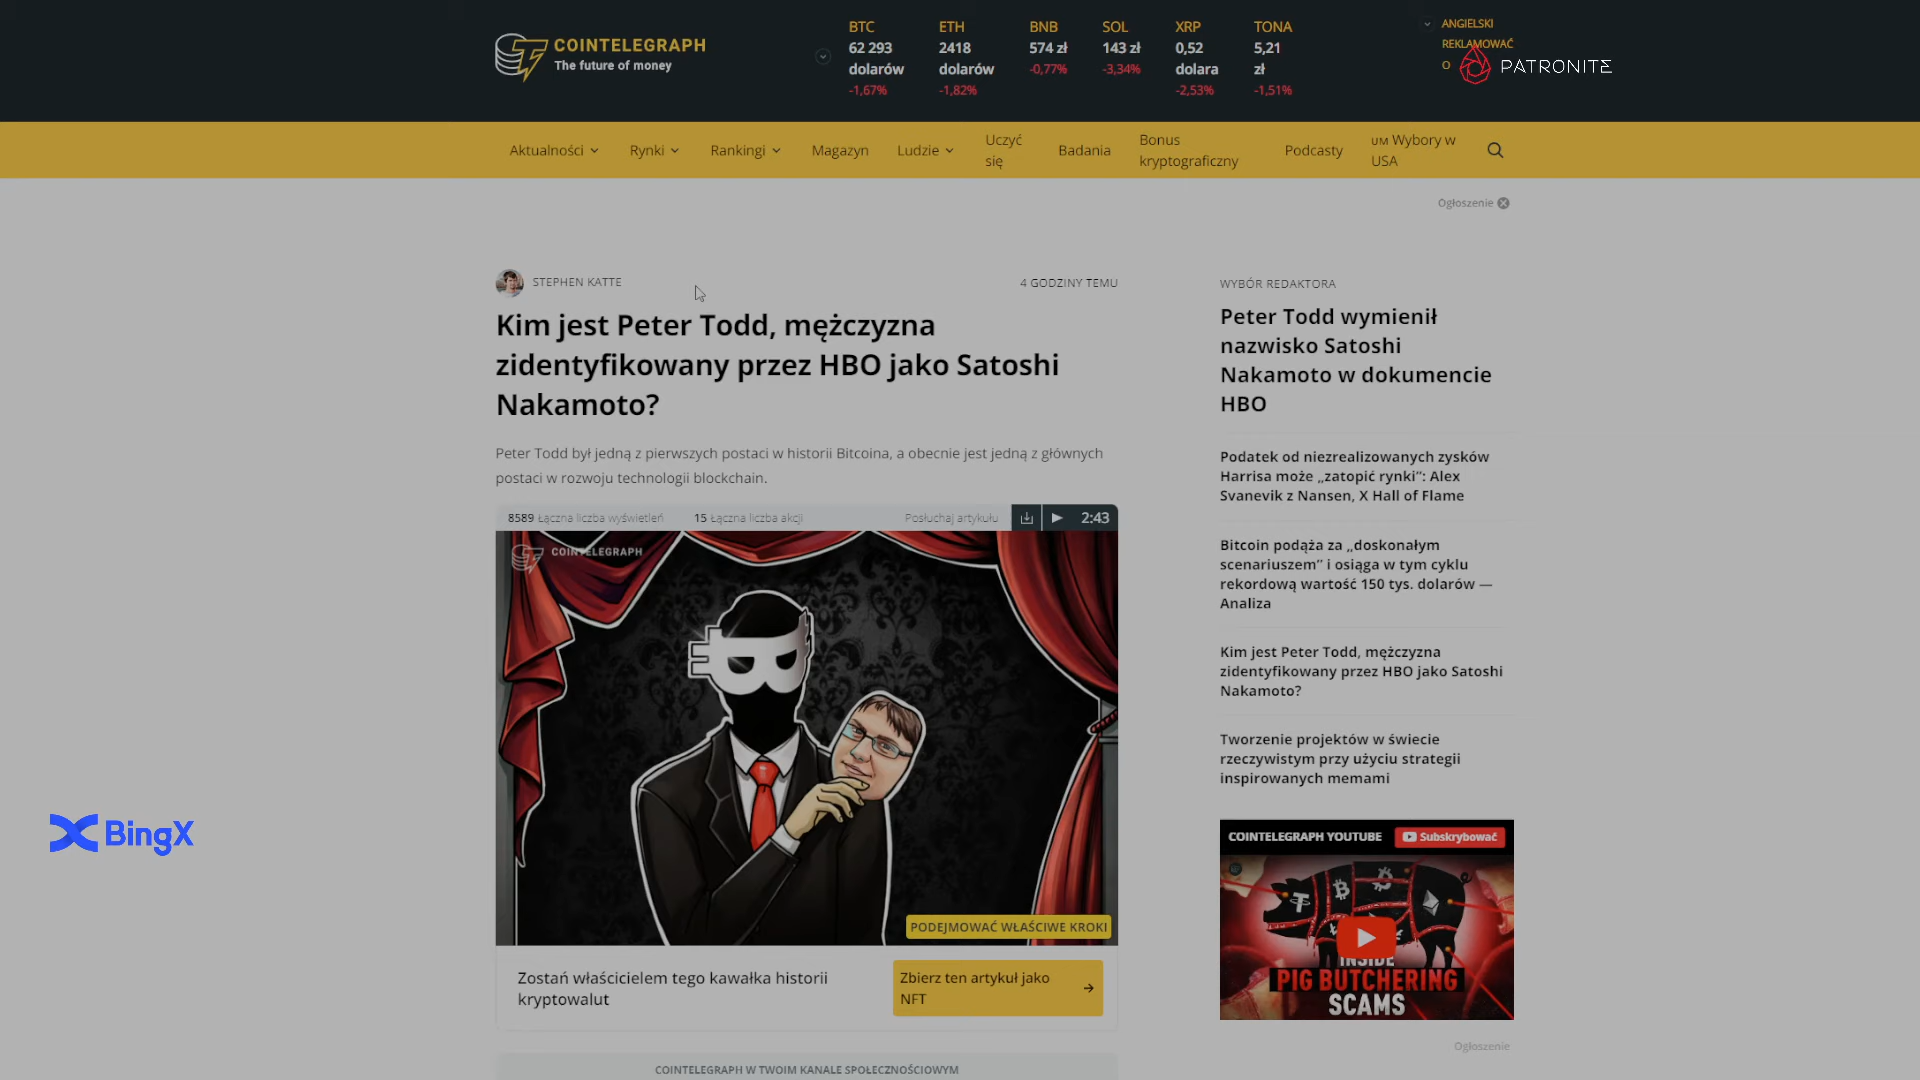 COINTELEGRAPH
The future of money
BTC
62 293
dolarów
-1,67%
ETH
2418
dolarów
-1,82%
BNB
574 zł
-0,77%
SOL
143 zł
-3,34%
XRP
0,52
dolara
-2,53%
TONA
5,21
zł
-1,51%
ANGIELSKI
REKLAMOWAĆ
O
PATRONITE
Aktualności
Rynki
Rankingi
Magazyn
Ludzie
Uczyć
się
Badania
Bonus
kryptograficzny
Podcasty
UM Wybory w
USA
Ogłoszenie
STEPHEN KATTE
4 GODZINY TEMU
Kim jest Peter Todd, mężczyzna
zidentyfikowany przez HBO jako Satoshi
Nakamoto?
Peter Todd był jedną z pierwszych postaci w historii Bitcoina, a obecnie jest jedną z głównych
postaci w rozwoju technologii blockchain.
8589 Łączna liczba wyświetleń
15 Łączna liczba akcji
Posłuchaj artykułu
2:43
COINTELEGRAPH
PODEJMOWAĆ WŁAŚCIWE KROKI
Zostań właścicielem tego kawałka historii
kryptowalut
Zbierz ten artykuł jako
NFT
COINTELEGRAPH W TWOIM KANALE SPOŁECZNOŚCIOWYM
WYBÓR REDAKTORA
Peter Todd wymienił
nazwisko Satoshi
Nakamoto w dokumencie
HBO
Podatek od niezrealizowanych zysków
Harrisa może „zatopić rynki”: Alex
Svanevik z Nansen, X Hall of Flame
Bitcoin podąża za „doskonałym
scenariuszem” i osiąga w tym cyklu
rekordową wartość 150 tys. dolarów —
Analiza
Kim jest Peter Todd, mężczyzna
zidentyfikowany przez HBO jako Satoshi
Nakamoto?
Tworzenie projektów w świecie
rzeczywistym przy użyciu strategii
inspirowanych memami
COINTELEGRAPH YOUTUBE
Subskrybować
INSIDE
PIG BUTCHERING
SCAMS
Ogłoszenie
BingX